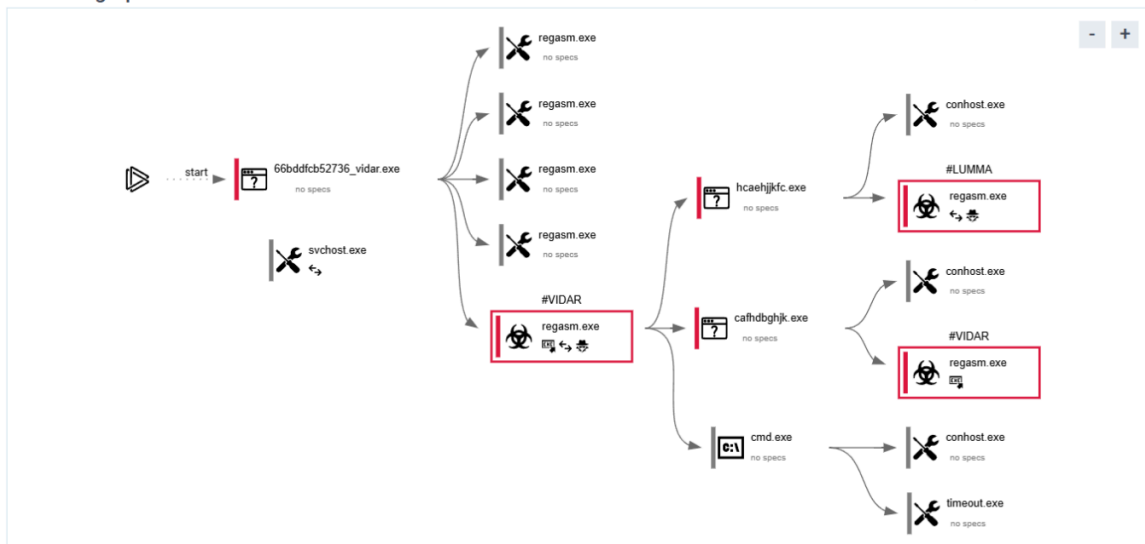 - +
start
66bddfcb52736_vidar.exe
no specs
svchost.exe
regasm.exe
no specs
regasm.exe
no specs
regasm.exe
no specs
regasm.exe
no specs
#VIDAR
regasm.exe
hcaehjjkfc.exe
no specs
cafhdbghjk.exe
no specs
C:\
cmd.exe
no specs
conhost.exe
no specs
#LUMMA
regasm.exe
conhost.exe
no specs
#VIDAR
regasm.exe
conhost.exe
no specs
timeout.exe
no specs